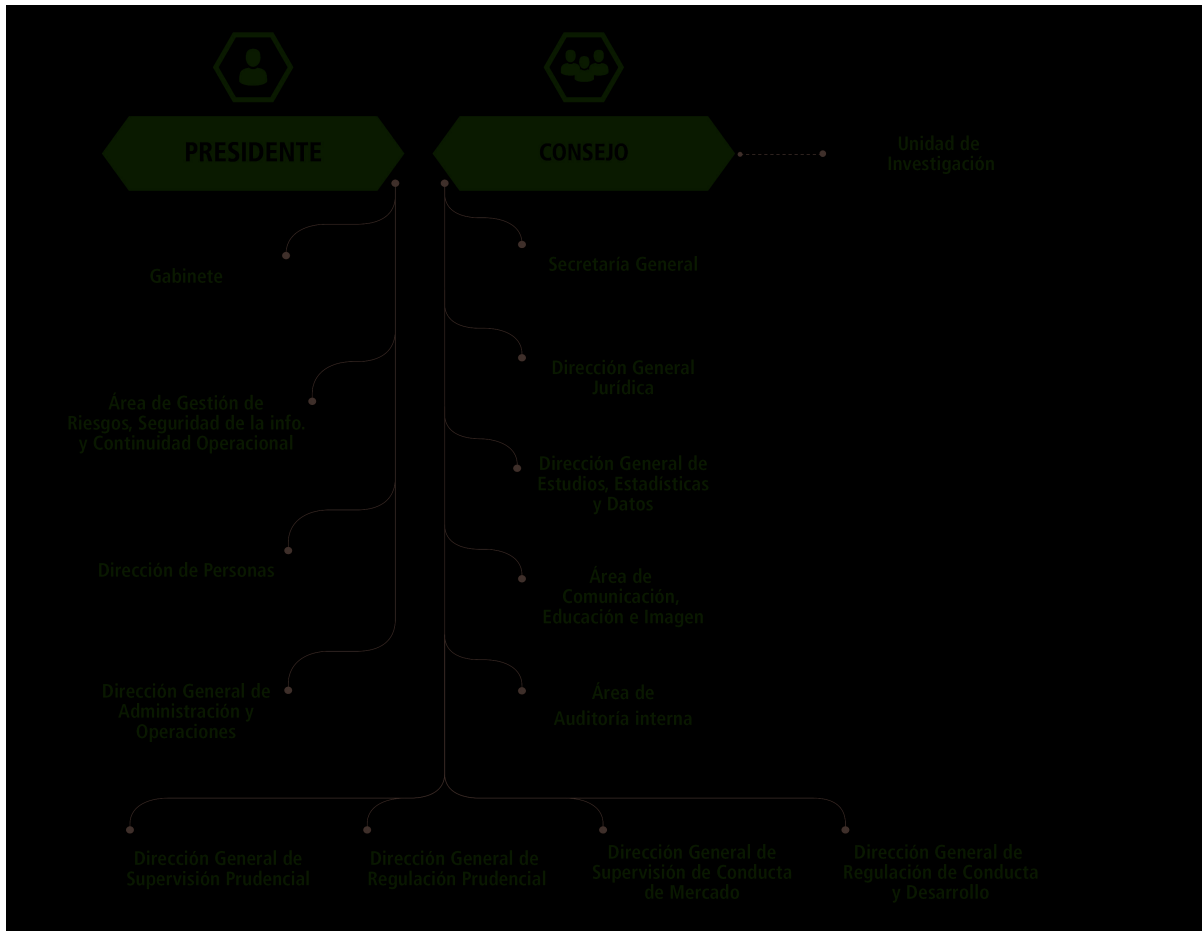 PRESIDENTE
CONSEJO
Unidad de
Investigación
Gabinete
Secretaría General
Área de Gestión de
Riesgos, Seguridad de la info.
y Continuidad Operacional
Dirección General
Jurídica
Dirección General de
Estudios, Estadísticas
y Datos
Dirección de Personas
Área de
Comunicación,
Educación e Imagen
Dirección General de
Administración y
Operaciones
Área de
Auditoría interna
Dirección General de
Supervisión Prudencial
Dirección General de
Regulación Prudencial
Dirección General de
Supervisión de Conducta
de Mercado
Dirección General de
Regulación de Conducta
y Desarrollo